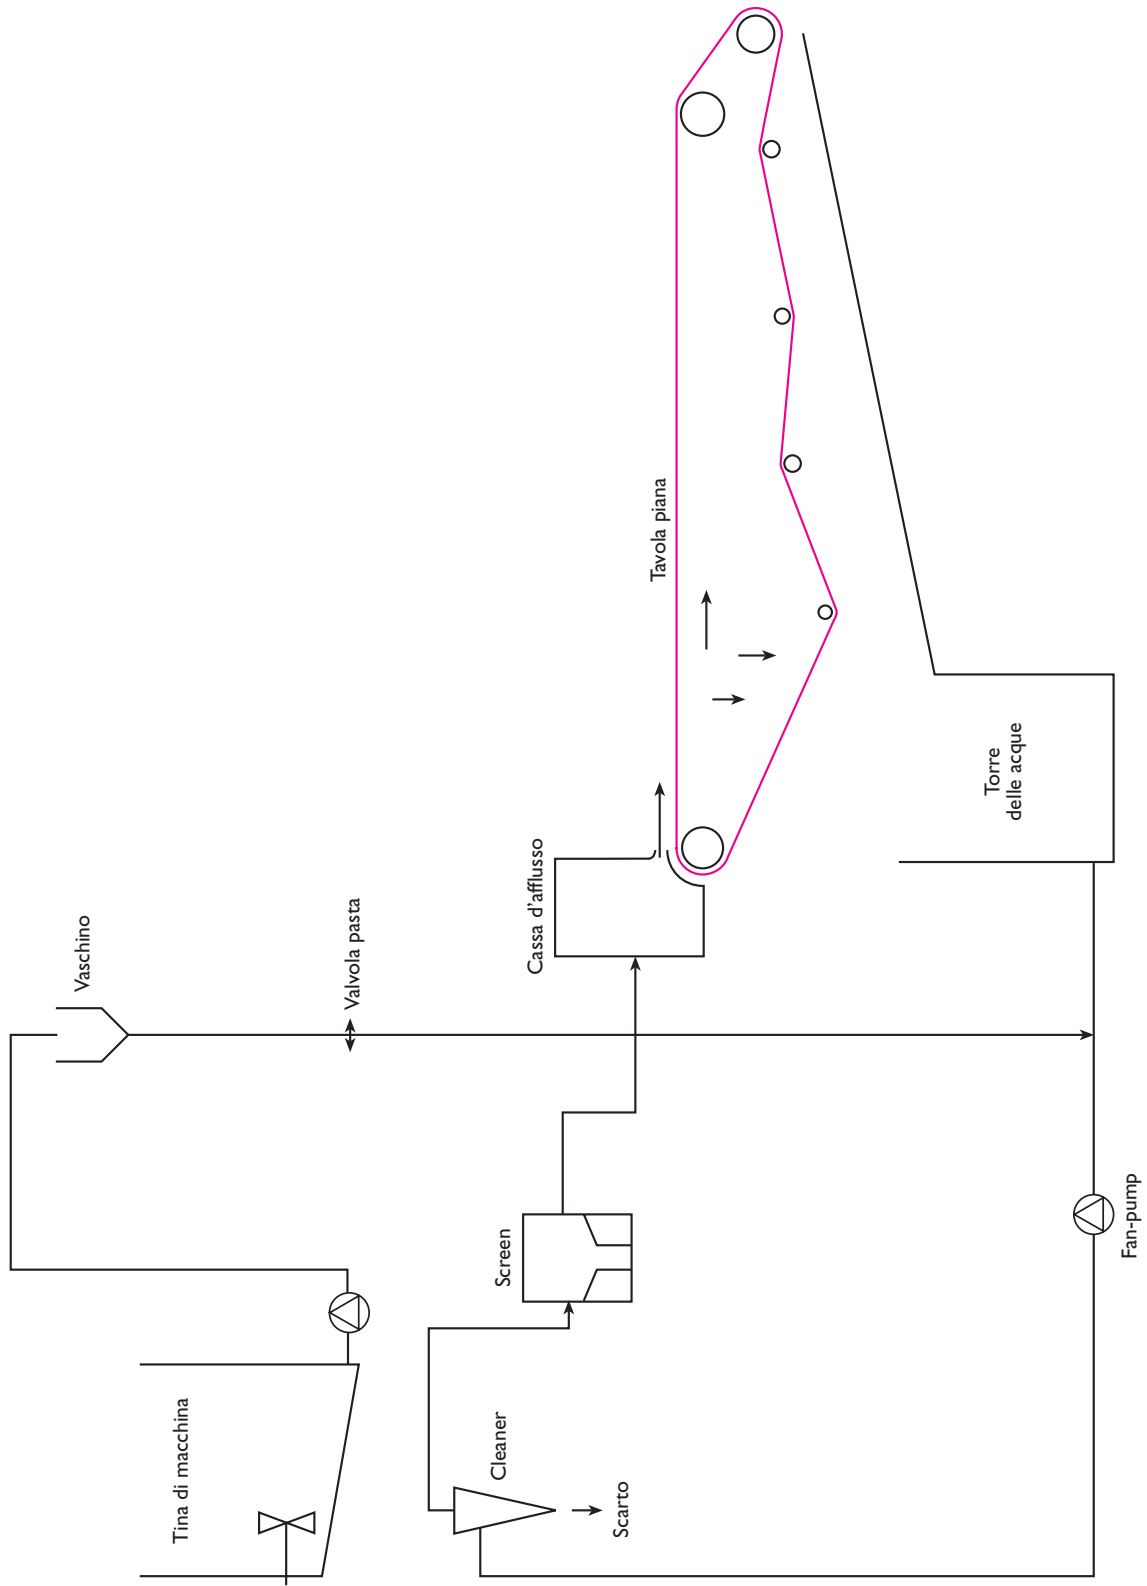 Tina di macchina
Vaschino
Valvola pasta
Cleaner
Scarto
Screen
Cassa d'afflusso
Tavola piana
Torre
delle acque
Fan-pump